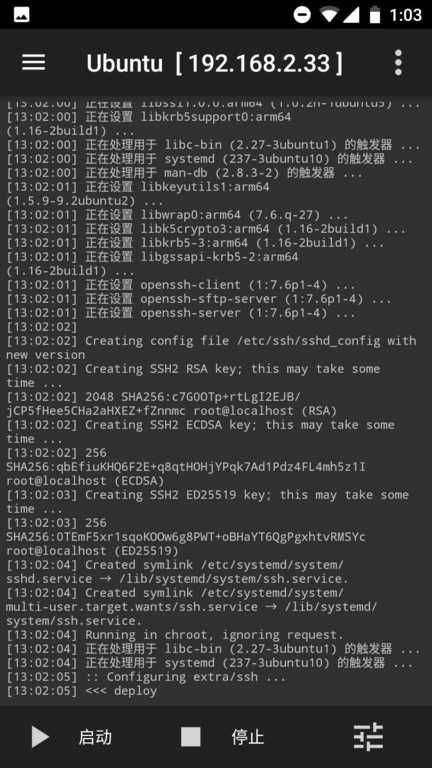 1:03
Ubuntu [192.168.2.33]
[13:02:00] 正在设置 libssl1.0.0:arm64 (1.0.2n-1ubuntu5) ...
[13:02:00] 正在设置 libkrb5support0:arm64
(1.16-2build1) ...
[13:02:00] 正在处理用于 libc-bin (2.27-3ubuntu1) 的触发器 ...
[13:02:00] 正在处理用于 systemd (237-3ubuntu10) 的触发器 ...
[13:02:00] 正在处理用于 man-db (2.8.3-2) 的触发器 ...
[13:02:01] 正在设置 libkeyutils1:arm64
(1.5.9-9.2ubuntu2) ...
[13:02:01] 正在设置 libwrap0:arm64 (7.6.q-27) ...
[13:02:01] 正在设置 libk5crypto3:arm64 (1.16-2build1) ...
[13:02:01] 正在设置 libkrb5-3:arm64 (1.16-2build1) ...
[13:02:01] 正在设置 libgssapi-krb5-2:arm64
(1.16-2build1) ...
[13:02:01] 正在设置 openssh-client (1:7.6p1-4) ...
[13:02:01] 正在设置 openssh-sftp-server (1:7.6p1-4) ...
[13:02:01] 正在设置 openssh-server (1:7.6p1-4) ...
[13:02:02]
[13:02:02] Creating config file /etc/ssh/sshd_config with
new version
[13:02:02] Creating SSH2 RSA key; this may take some
time ...
[13:02:02] 2048 SHA256:c7GOOTp+rtLgI2EJB/
jCP5fHee5CHa2aHXEZ+fZnnmc root@localhost (RSA)
[13:02:02] Creating SSH2 ECDSA key; this may take some
time ...
[13:02:02] 256
SHA256:qbEfiuKHQ6F2E+q8qtHOHjYPqk7Ad1Pdz4FL4mh5z1I
root@localhost (ECDSA)
[13:02:03] Creating SSH2 ED25519 key; this may take some
time ...
[13:02:03] 256
SHA256:0TEmF5xr1sqoKOOw6g8PWT+oBHaYT6QgPgxhtvRMSYc
root@localhost (ED25519)
[13:02:04] Created symlink /etc/systemd/system/
sshd.service → /lib/systemd/system/ssh.service.
[13:02:04] Created symlink /etc/systemd/system/
multi-user.target.wants/ssh.service → /lib/systemd/
system/ssh.service.
[13:02:04] Running in chroot, ignoring request.
[13:02:04] 正在处理用于 libc-bin (2.27-3ubuntu1) 的触发器 ...
[13:02:04] 正在处理用于 systemd (237-3ubuntu10) 的触发器 ...
[13:02:05] :: Configuring extra/ssh ...
[13:02:05] <<< deploy
启动 停止